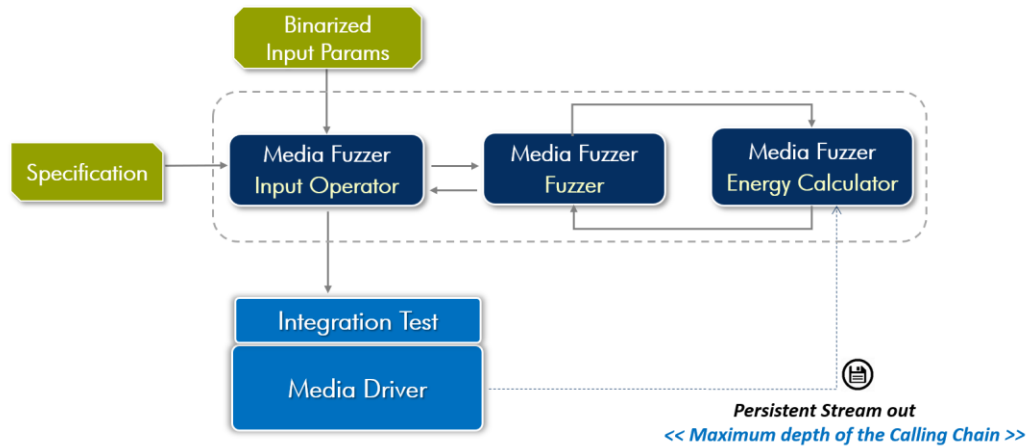 Binarized
Input Params
Specification
Media Fuzzer
Input Operator
Media Fuzzer
Fuzzer
Media Fuzzer
Energy Calculator
Integration Test
Media Driver
Persistent Stream out
<< Maximum depth of the Calling Chain >>